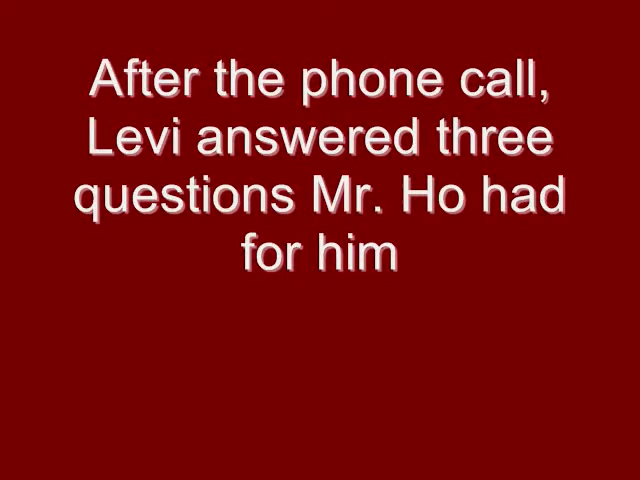 After the phone call,
Levi answered three
questions Mr. Ho had
for him